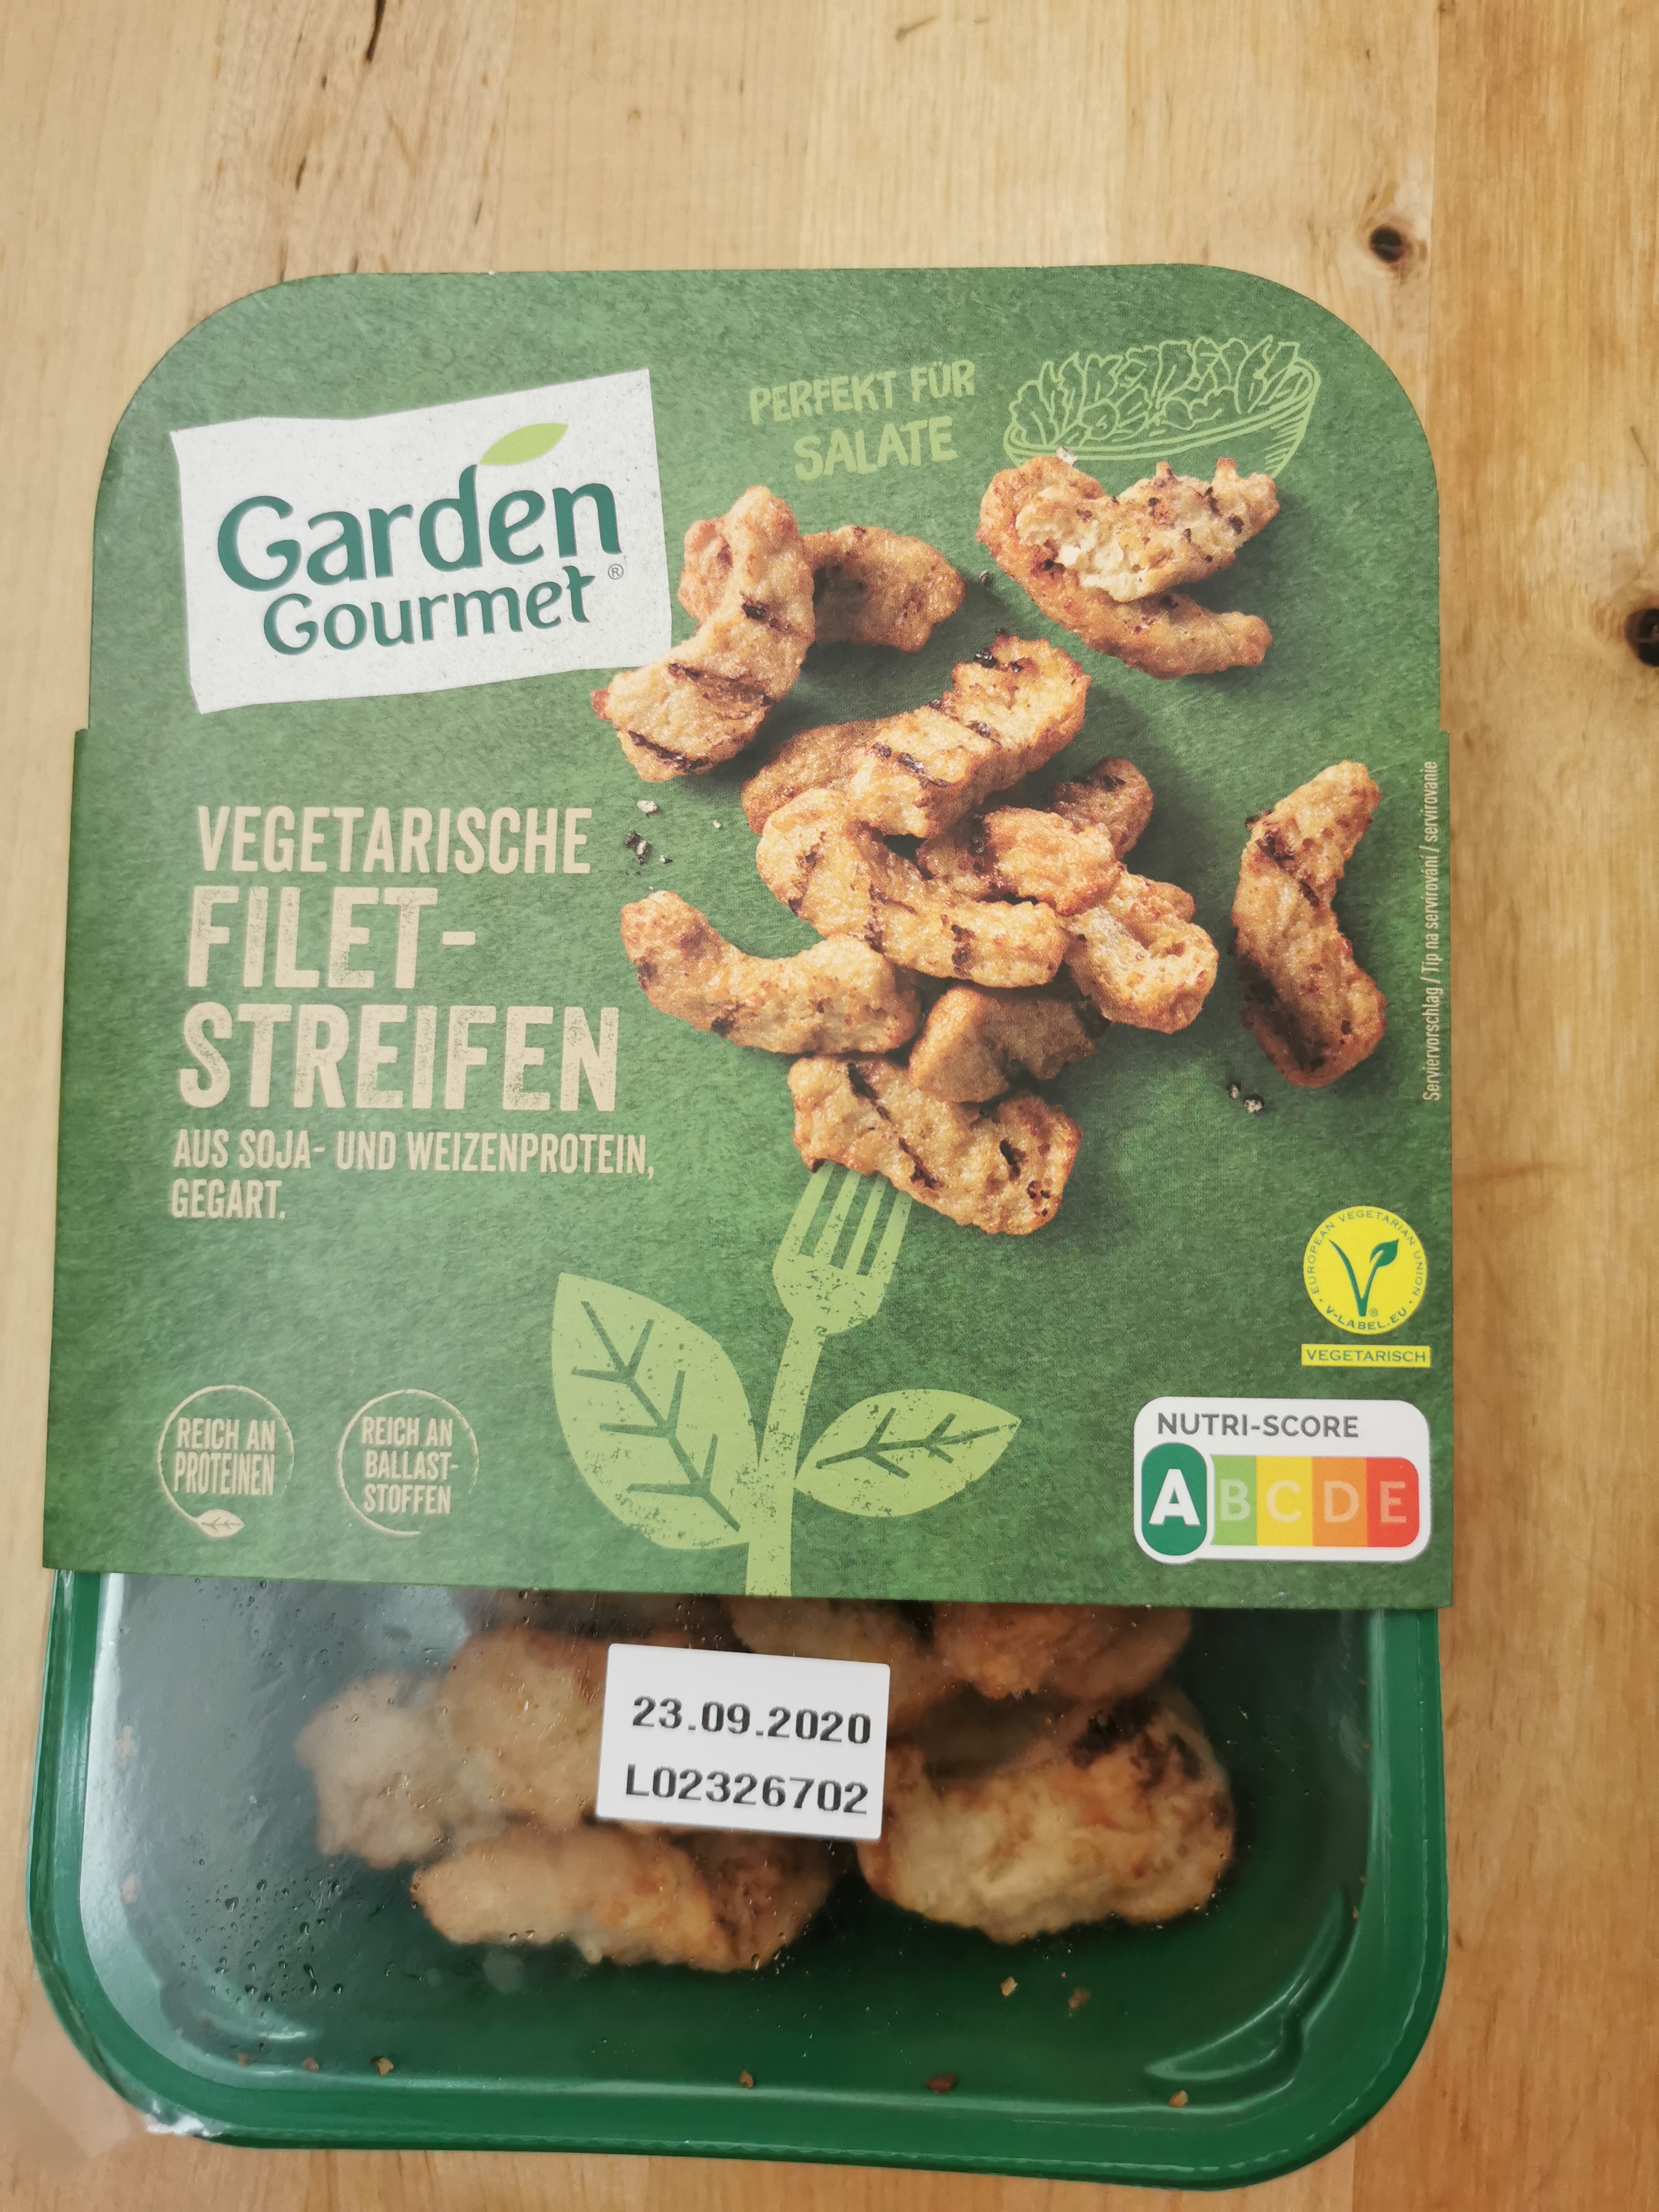 PERFEKT FÜR
SALATE
Garden
Gourmet®
VEGETARISCHE
FILET-
STREIFEN
AUS SOJA- UND WEIZENPROTEIN,
GEGART.
Serviervorschlag / Tip na servírování / servírovanie
EUROPEAN VEGETARIAN UNION
V-LABEL.EU
VEGETARISCH
REICH AN
PROTEINEN
REICH AN
BALLAST-
STOFFEN
NUTRI-SCORE
A B C D E
23.09.2020
L02326702